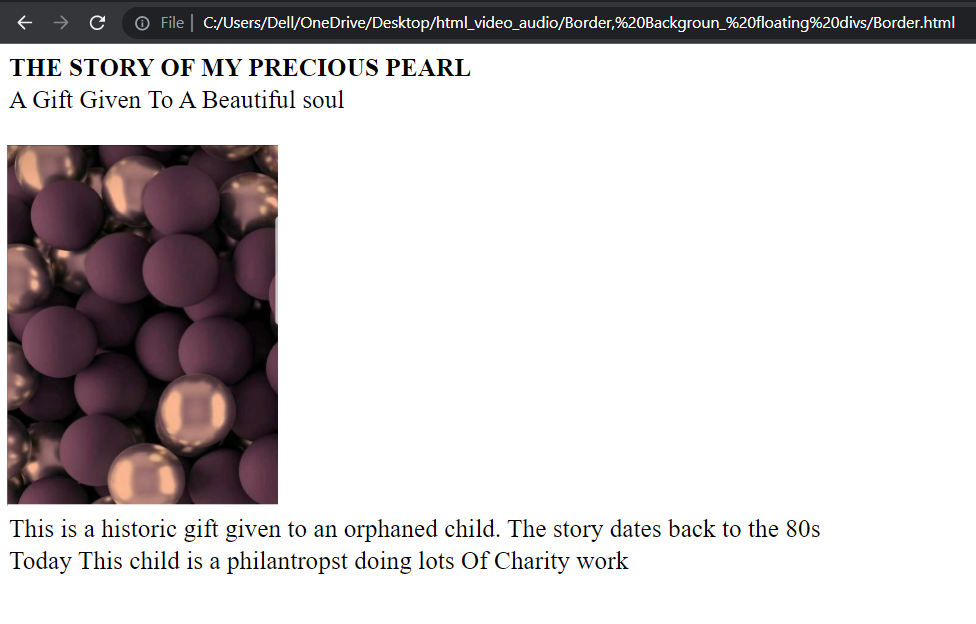 File
C:/Users/Dell/OneDrive/Desktop/html_video_audio/Border,%20Backgroun_%20floating%20divs/Border.html
THE STORY OF MY PRECIOUS PEARL
A Gift Given To A Beautiful soul
This is a historic gift given to an orphaned child. The story dates back to the 80s
Today This child is a philantropst doing lots Of Charity work